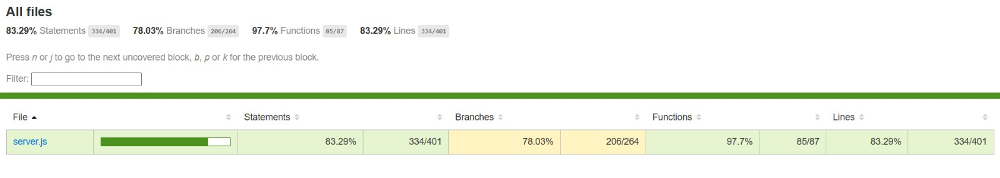 All files
83.29% Statements 334/401 78.03% Branches 206/264 97.7% Functions 85/87 83.29% Lines 334/401
Press n or j to go to the next uncovered block, b, p or k for the previous block.
Filter:
File Statements Branches Functions Lines
server.js 83.29% 334/401 78.03% 206/264 97.7% 85/87 83.29% 334/401